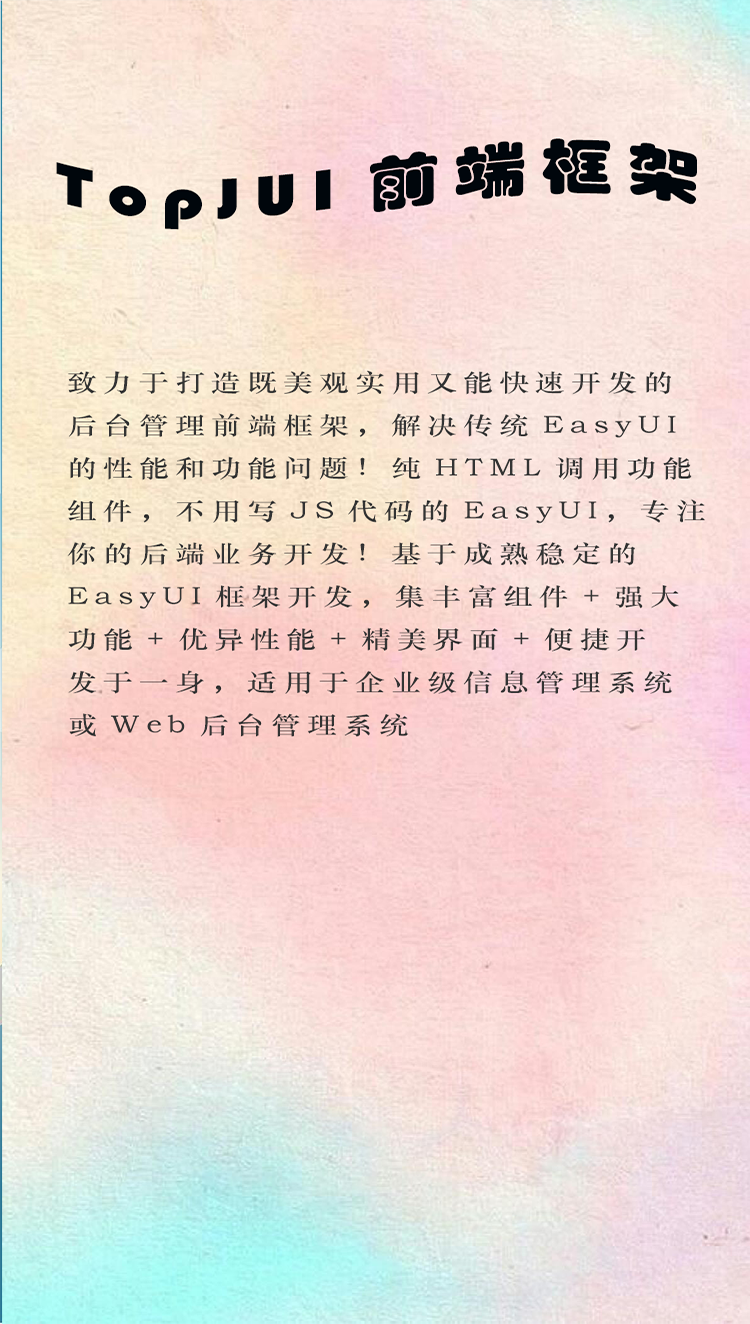 TopJUI 前端框架
致力于打造既美观实用又能快速开发的
后台管理前端框架，解决传统 EasyUI
的性能和功能问题！纯 HTML 调用功能
组件，不用写 JS 代码的 EasyUI，专注
你的后端业务开发！基于成熟稳定的
EasyUI 框架开发，集丰富组件 + 强大
功能 + 优异性能 + 精美界面 + 便捷开
发于一身，适用于企业级信息管理系统
或 Web 后台管理系统